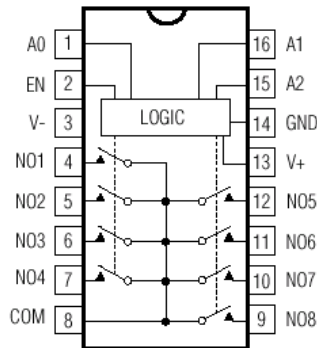 A0 1 16 A1
EN 2 15 A2
V- 3 LOGIC 14 GND
NO1 4 13 V+
NO2 5 12 NO5
NO3 6 11 NO6
NO4 7 10 NO7
COM 8 9 NO8